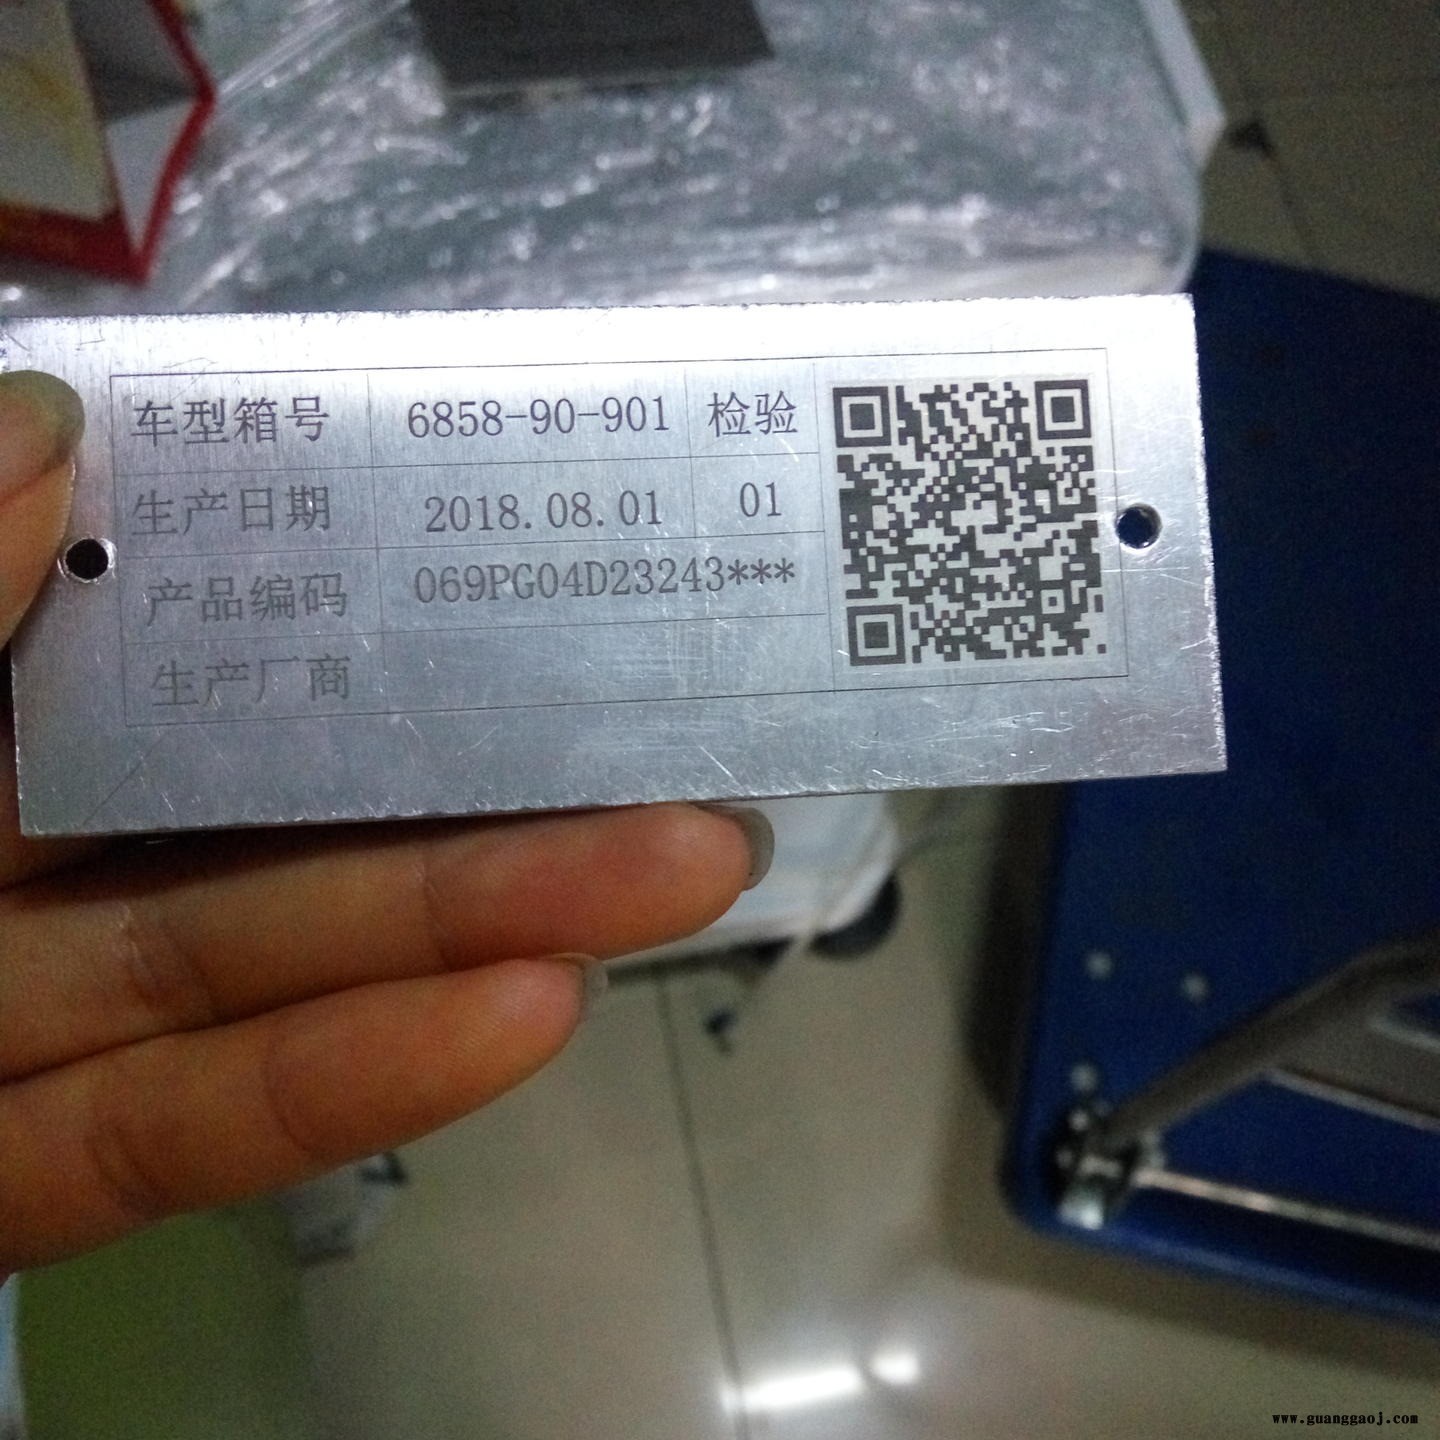 车型箱号 6858-90-901 检验
生产日期 2018.08.01 01
产品编码 069PG04D23243***
生产厂商
www.guanggaoj.com